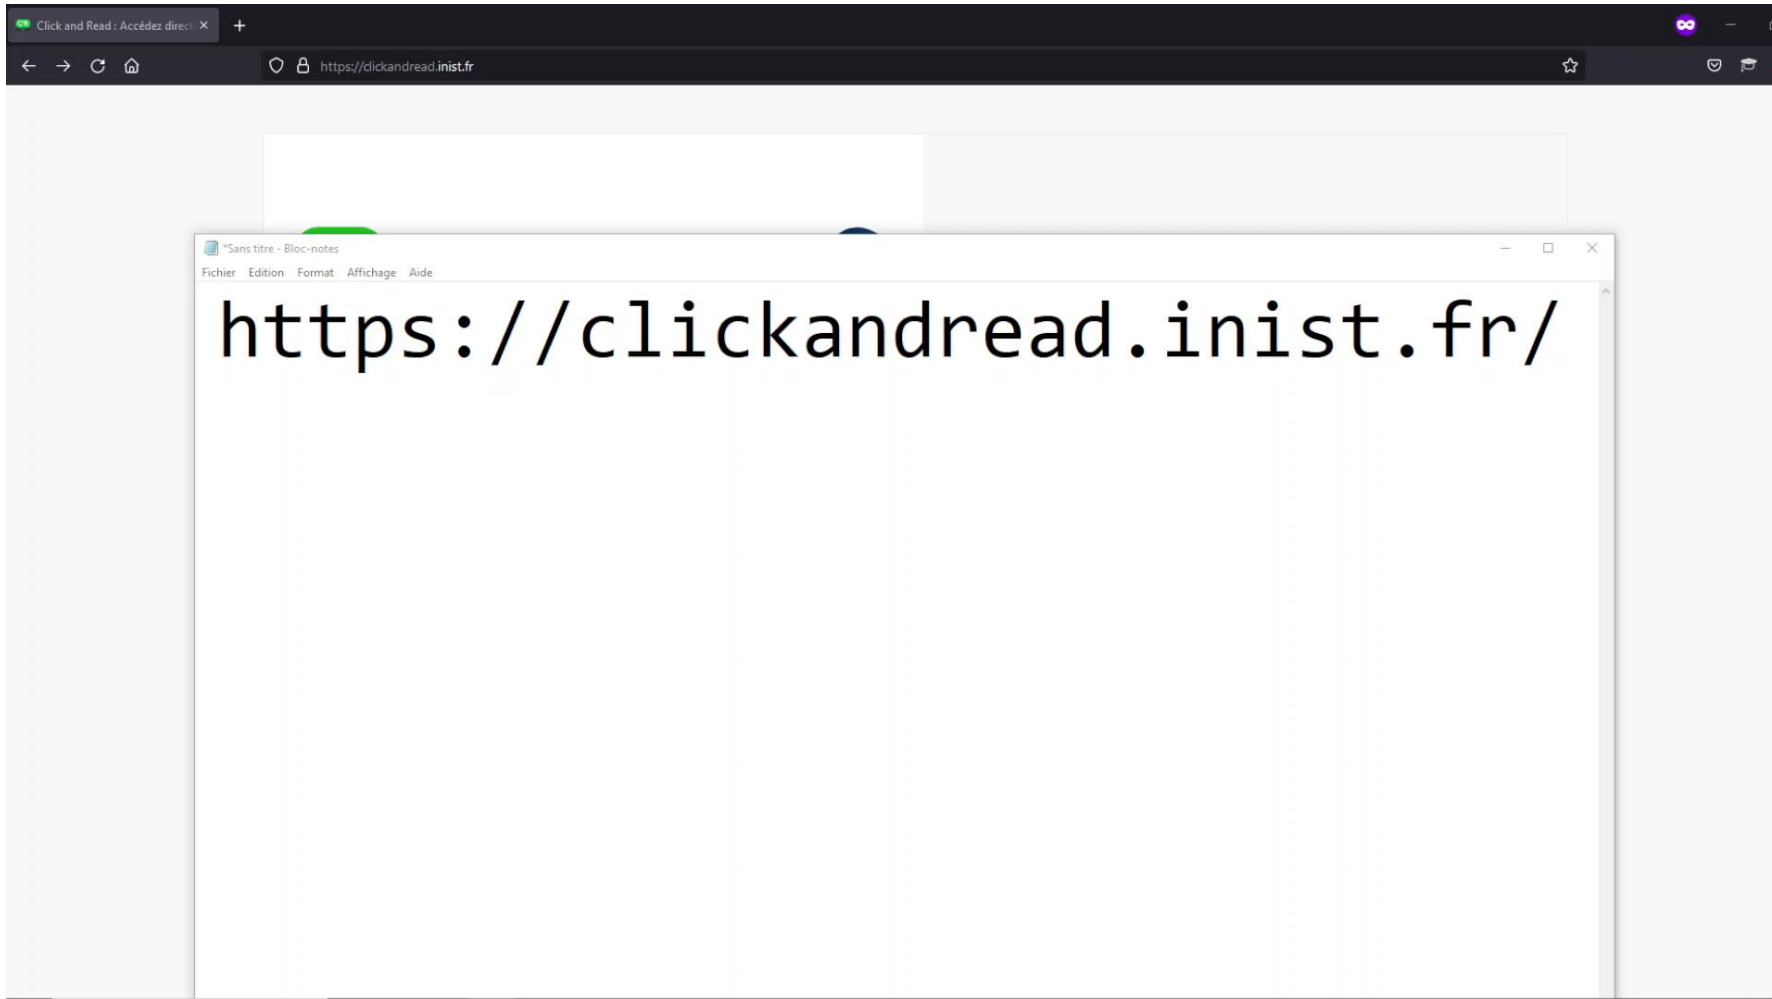 Click and Read : Accédez direct
https://clickandread.inist.fr
*Sans titre - Bloc-notes
Fichier Edition Format Affichage Aide
https://clickandread.inist.fr/